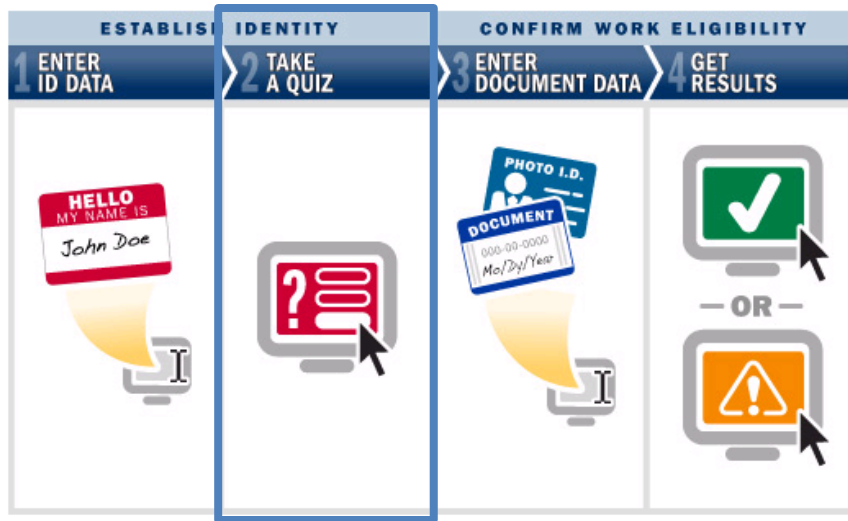 ESTABLISH IDENTITY
CONFIRM WORK ELIGIBILITY
1 ENTER
ID DATA
2 TAKE
A QUIZ
3 ENTER
DOCUMENT DATA
4 GET
RESULTS
HELLO
MY NAME IS
John Doe
?
PHOTO I.D.
DOCUMENT
000-00-0000
Mo/Dy/Year
— OR —
!